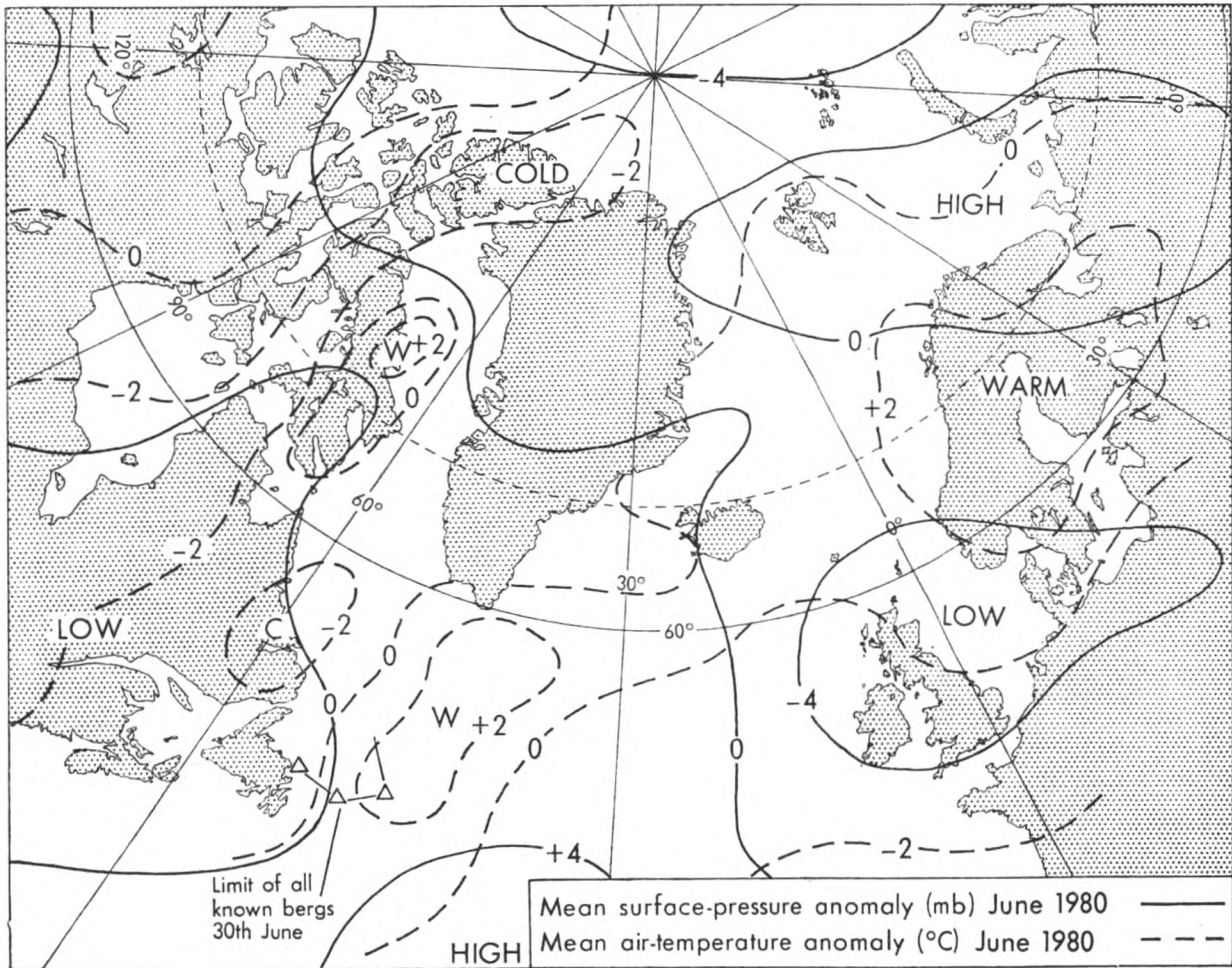 120°
-4
90°
0
COLD
-2
HIGH
0
90°
W +2
0
30°
-2
0
WARM
+2
60°
0°
-2
30°
LOW
C
-2
60°
LOW
0
-4
W
+2
0
0
0
+4
-2
Limit of all
known bergs
30th June
HIGH
Mean surface-pressure anomaly (mb) June 1980
Mean air-temperature anomaly (°C) June 1980